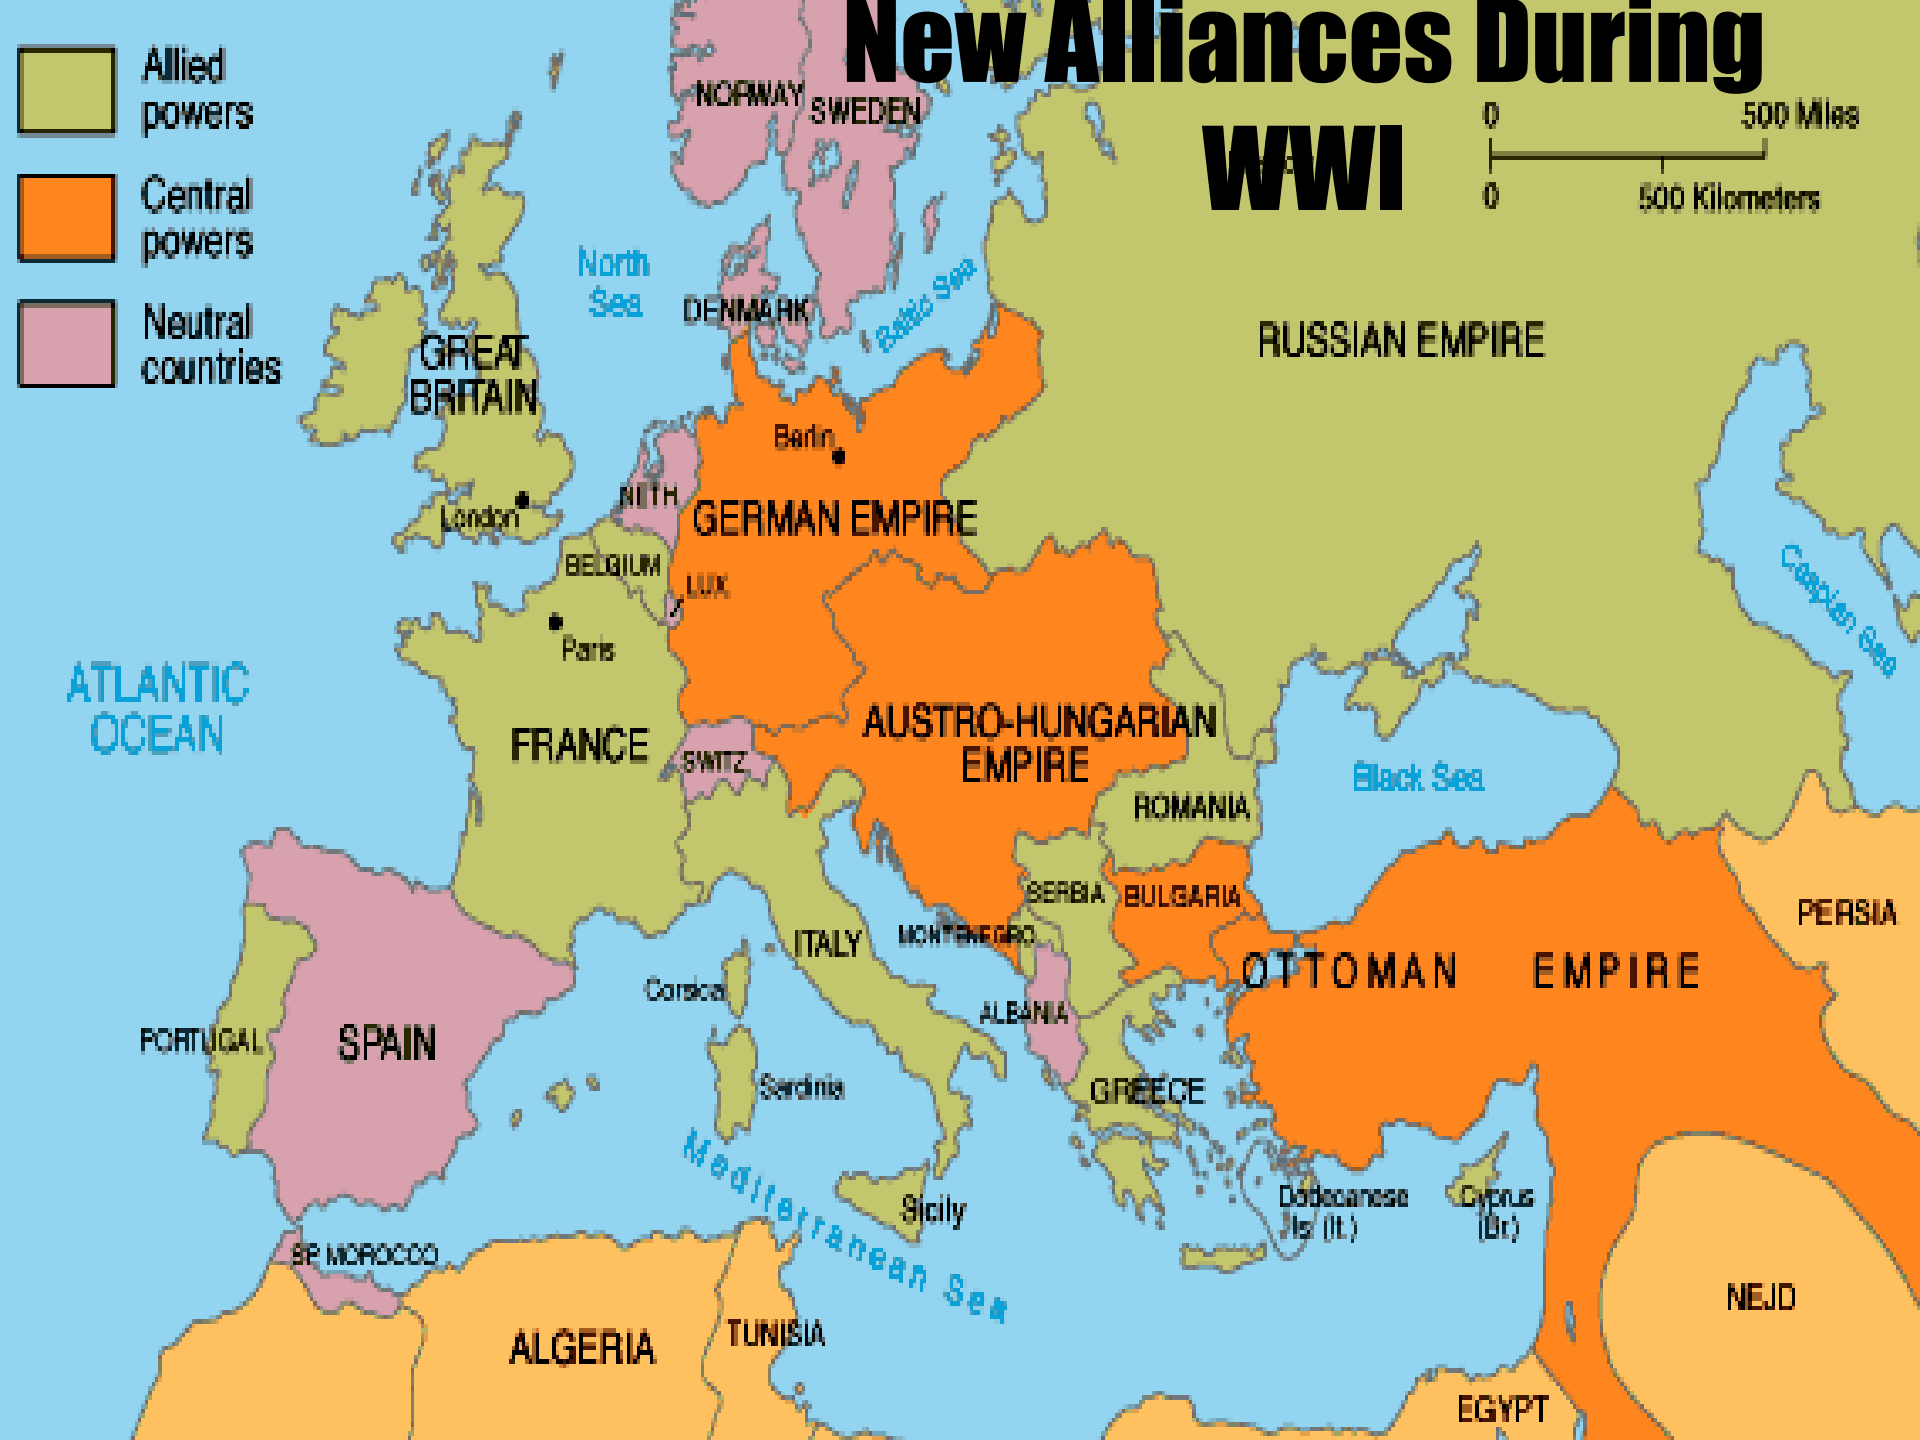 New Alliances During
WWI
Allied
powers
Central
powers
Neutral
countries
0
500 Miles
0
500 Kilometers
NORWAY
SWEDEN
North
Sea
DENMARK
Baltic Sea
RUSSIAN EMPIRE
GREAT
BRITAIN
Berlin
NETH
London
GERMAN EMPIRE
BELGIUM
LUX
Paris
Caspian Sea
ATLANTIC
OCEAN
FRANCE
SWITZ
AUSTRO-HUNGARIAN
EMPIRE
Black Sea
ROMANIA
SERBIA
BULGARIA
PERSIA
MONTENEGRO
ITALY
OTTOMAN EMPIRE
Corsica
ALBANIA
PORTUGAL
SPAIN
Sardinia
GREECE
Mediterranean Sea
Sicily
Dodecanese
Is (It.)
Cyprus
(Br.)
SP MOROCCO
NEJD
ALGERIA
TUNISIA
EGYPT